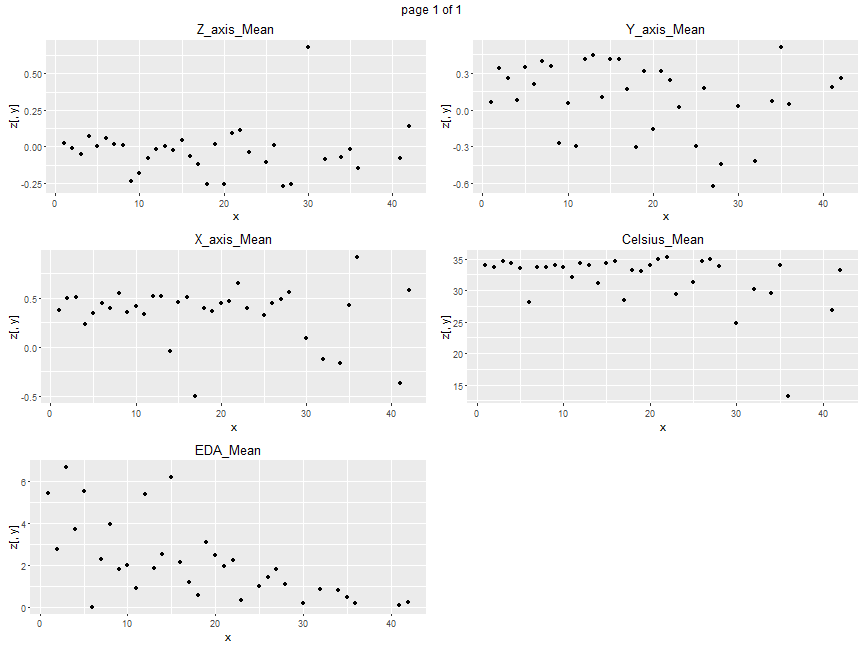 page 1 of 1
Z_axis_Mean
z[, y]
0.50
0.25
0.00
-0.25
0 10 20 30 40
x
Y_axis_Mean
z[, y]
0.3
0.0
-0.3
-0.6
0 10 20 30 40
x
X_axis_Mean
z[, y]
0.5
0.0
-0.5
0 10 20 30 40
x
Celsius_Mean
z[, y]
35
30
25
20
15
0 10 20 30 40
x
EDA_Mean
z[, y]
6
4
2
0
0 10 20 30 40
x